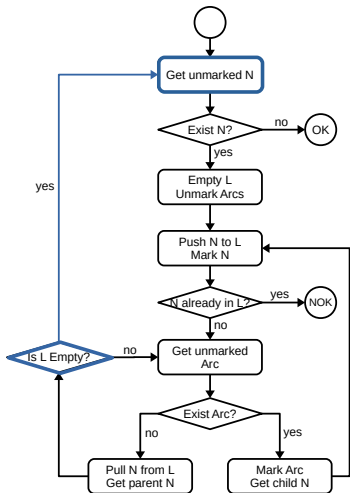 Get unmarked N
Exist N?
no
OK
yes
Empty L
Unmark Arcs
yes
Push N to L
Mark N
N already in L?
yes
NOK
no
Is L Empty?
no
Get unmarked
Arc
Exist Arc?
no
yes
Pull N from L
Get parent N
Mark Arc
Get child N